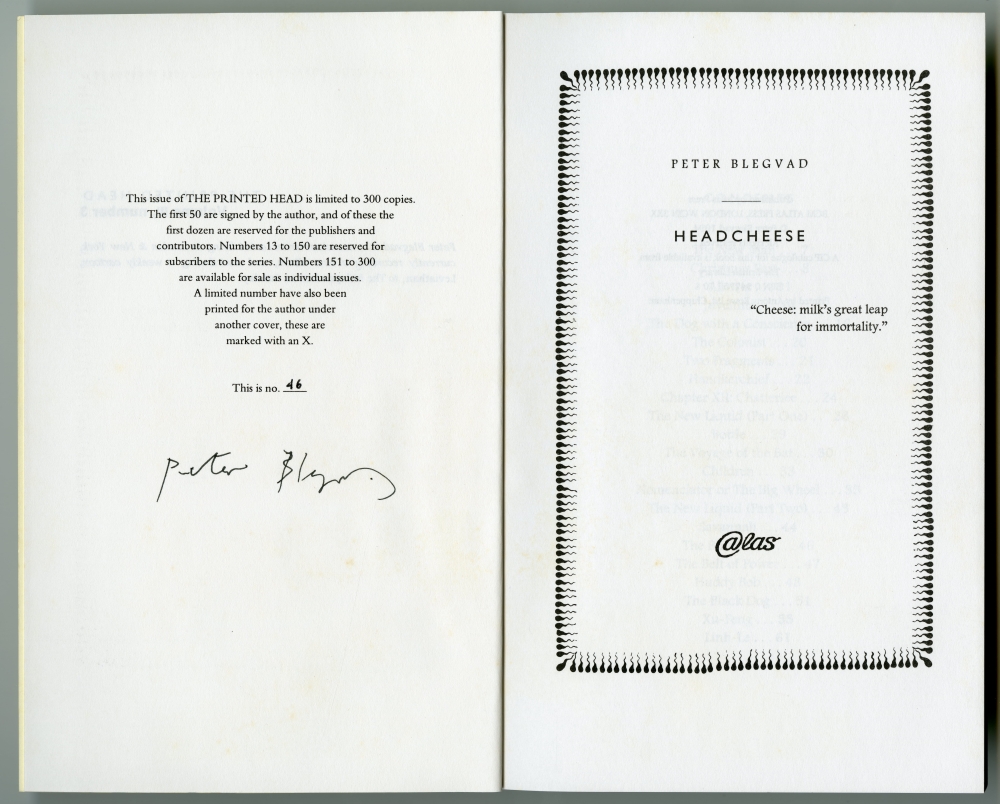 This issue of THE PRINTED HEAD is limited to 300 copies.
The first 50 are signed by the author, and of these the
first dozen are reserved for the publishers and
contributors. Numbers 13 to 150 are reserved for
subscribers to the series. Numbers 151 to 300
are available for sale as individual issues.
A limited number have also been
printed for the author under
another cover, these are
marked with an X.
This is no. 46
Peter Blegvad
PETER BLEGVAD
HEADCHEESE
“Cheese: milk’s great leap
for immortality.”
@las